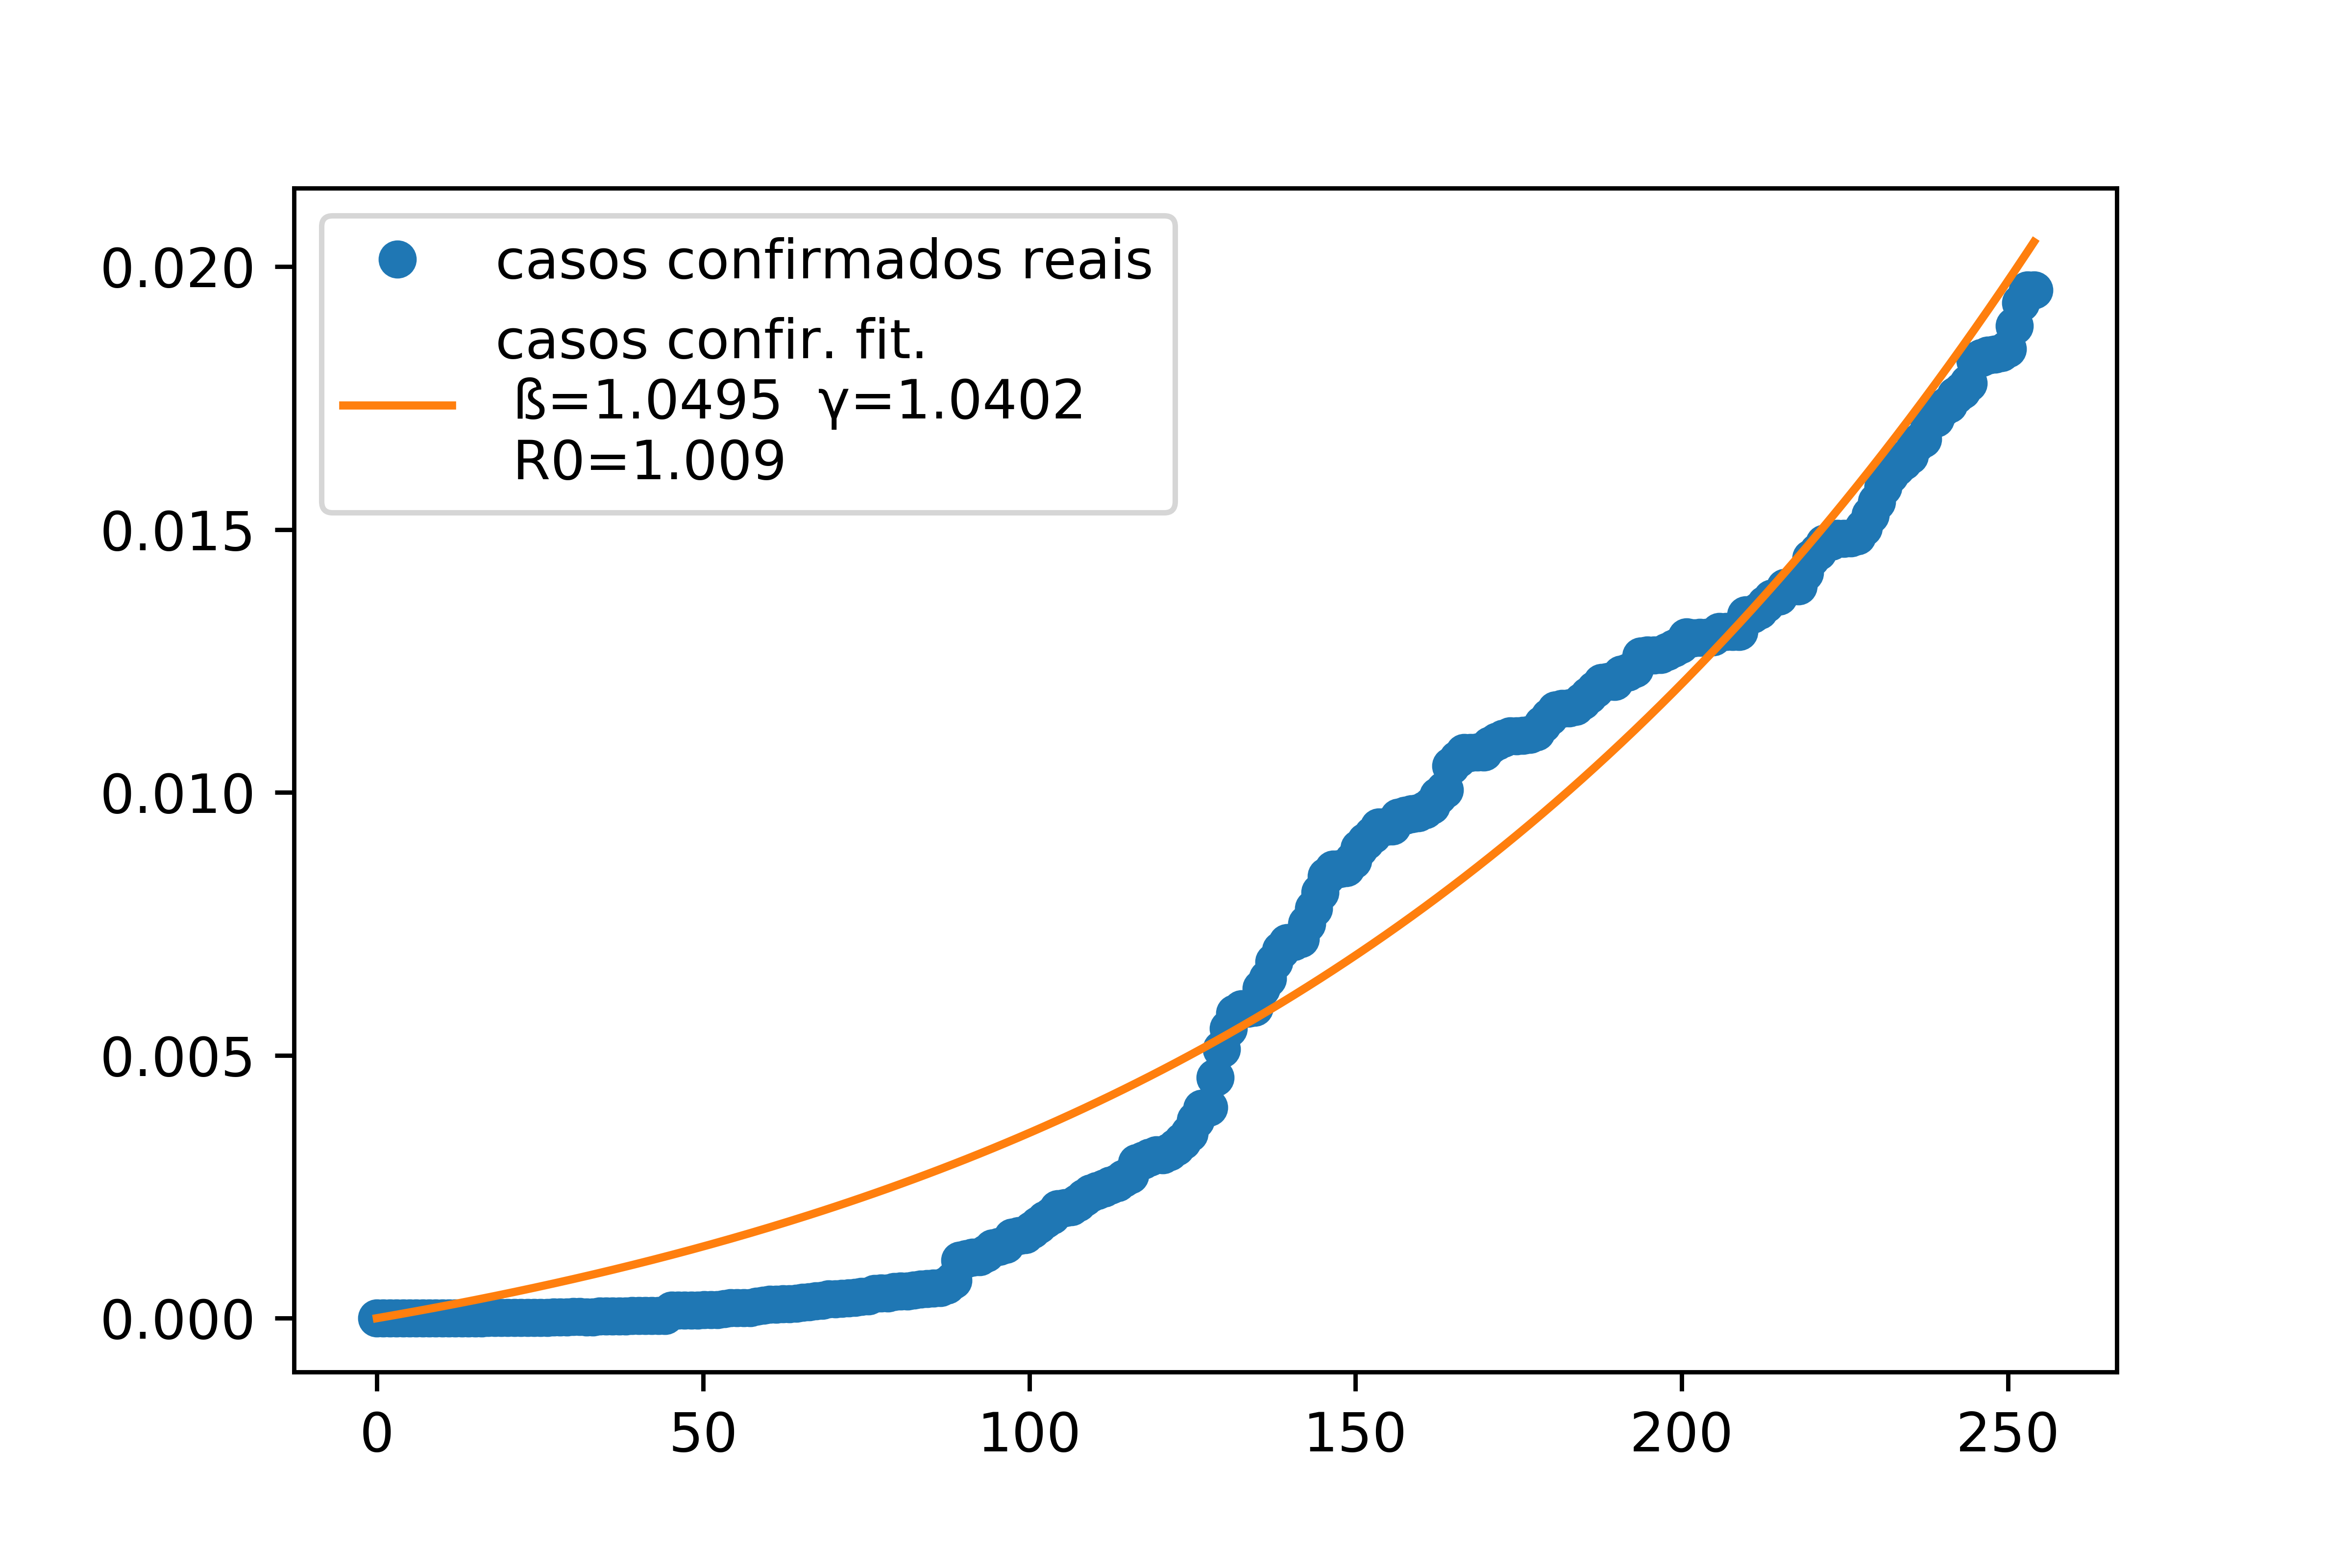 casos confirmados reais
casos confir. fit.
ß=1.0495 γ=1.0402
R0=1.009
0.020
0.015
0.010
0.005
0.000
0 50 100 150 200 250